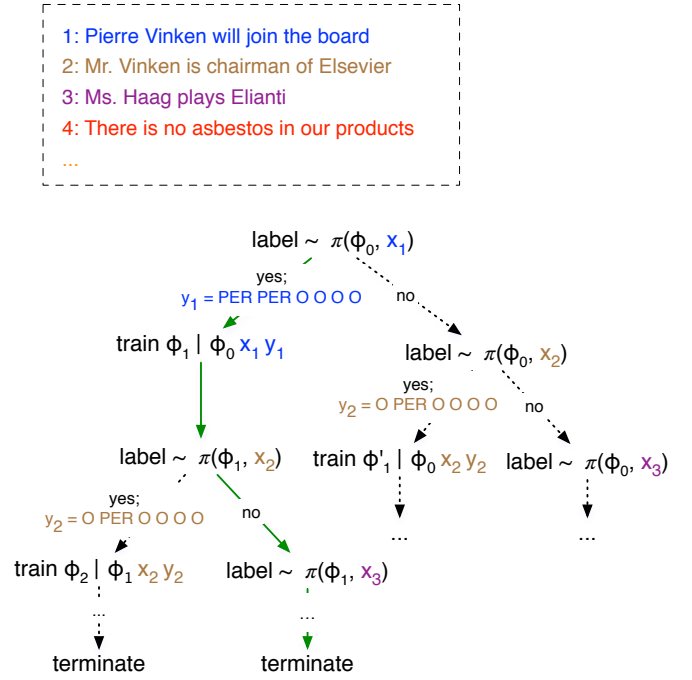 1: Pierre Vinken will join the board
2: Mr. Vinken is chairman of Elsevier
3: Ms. Haag plays Elianti
4: There is no asbestos in our products
...
label ~ π(ϕ₀, x₁)
yes;
y₁ = PER PER O O O O
no
train ϕ₁ | ϕ₀ x₁ y₁
label ~ π(ϕ₀, x₂)
yes;
y₂ = O PER O O O O
no
label ~ π(ϕ₁, x₂)
train ϕ'₁ | ϕ₀ x₂ y₂
label ~ π(ϕ₀, x₃)
yes;
y₂ = O PER O O O O
no
...
...
train ϕ₂ | ϕ₁ x₂ y₂
label ~ π(ϕ₁, x₃)
...
...
terminate
terminate